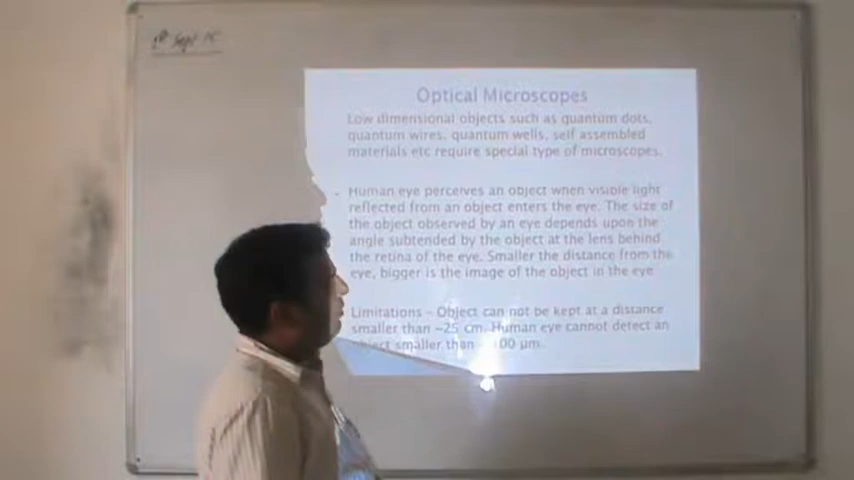 1st Sept 15
Optical Microscopes
Low dimensional objects such as quantum dots,
quantum wires, quantum wells, self assembled
materials etc require special type of microscopes.
Human eye perceives an object when visible light
reflected from an object enters the eye. The size of
the object observed by an eye depends upon the
angle subtended by the object at the lens behind
the retina of the eye. Smaller the distance from the
eye, bigger is the image of the object in the eye
Limitations – Object can not be kept at a distance
smaller than ~25 cm. Human eye cannot detect an
object smaller than ~100 µm.